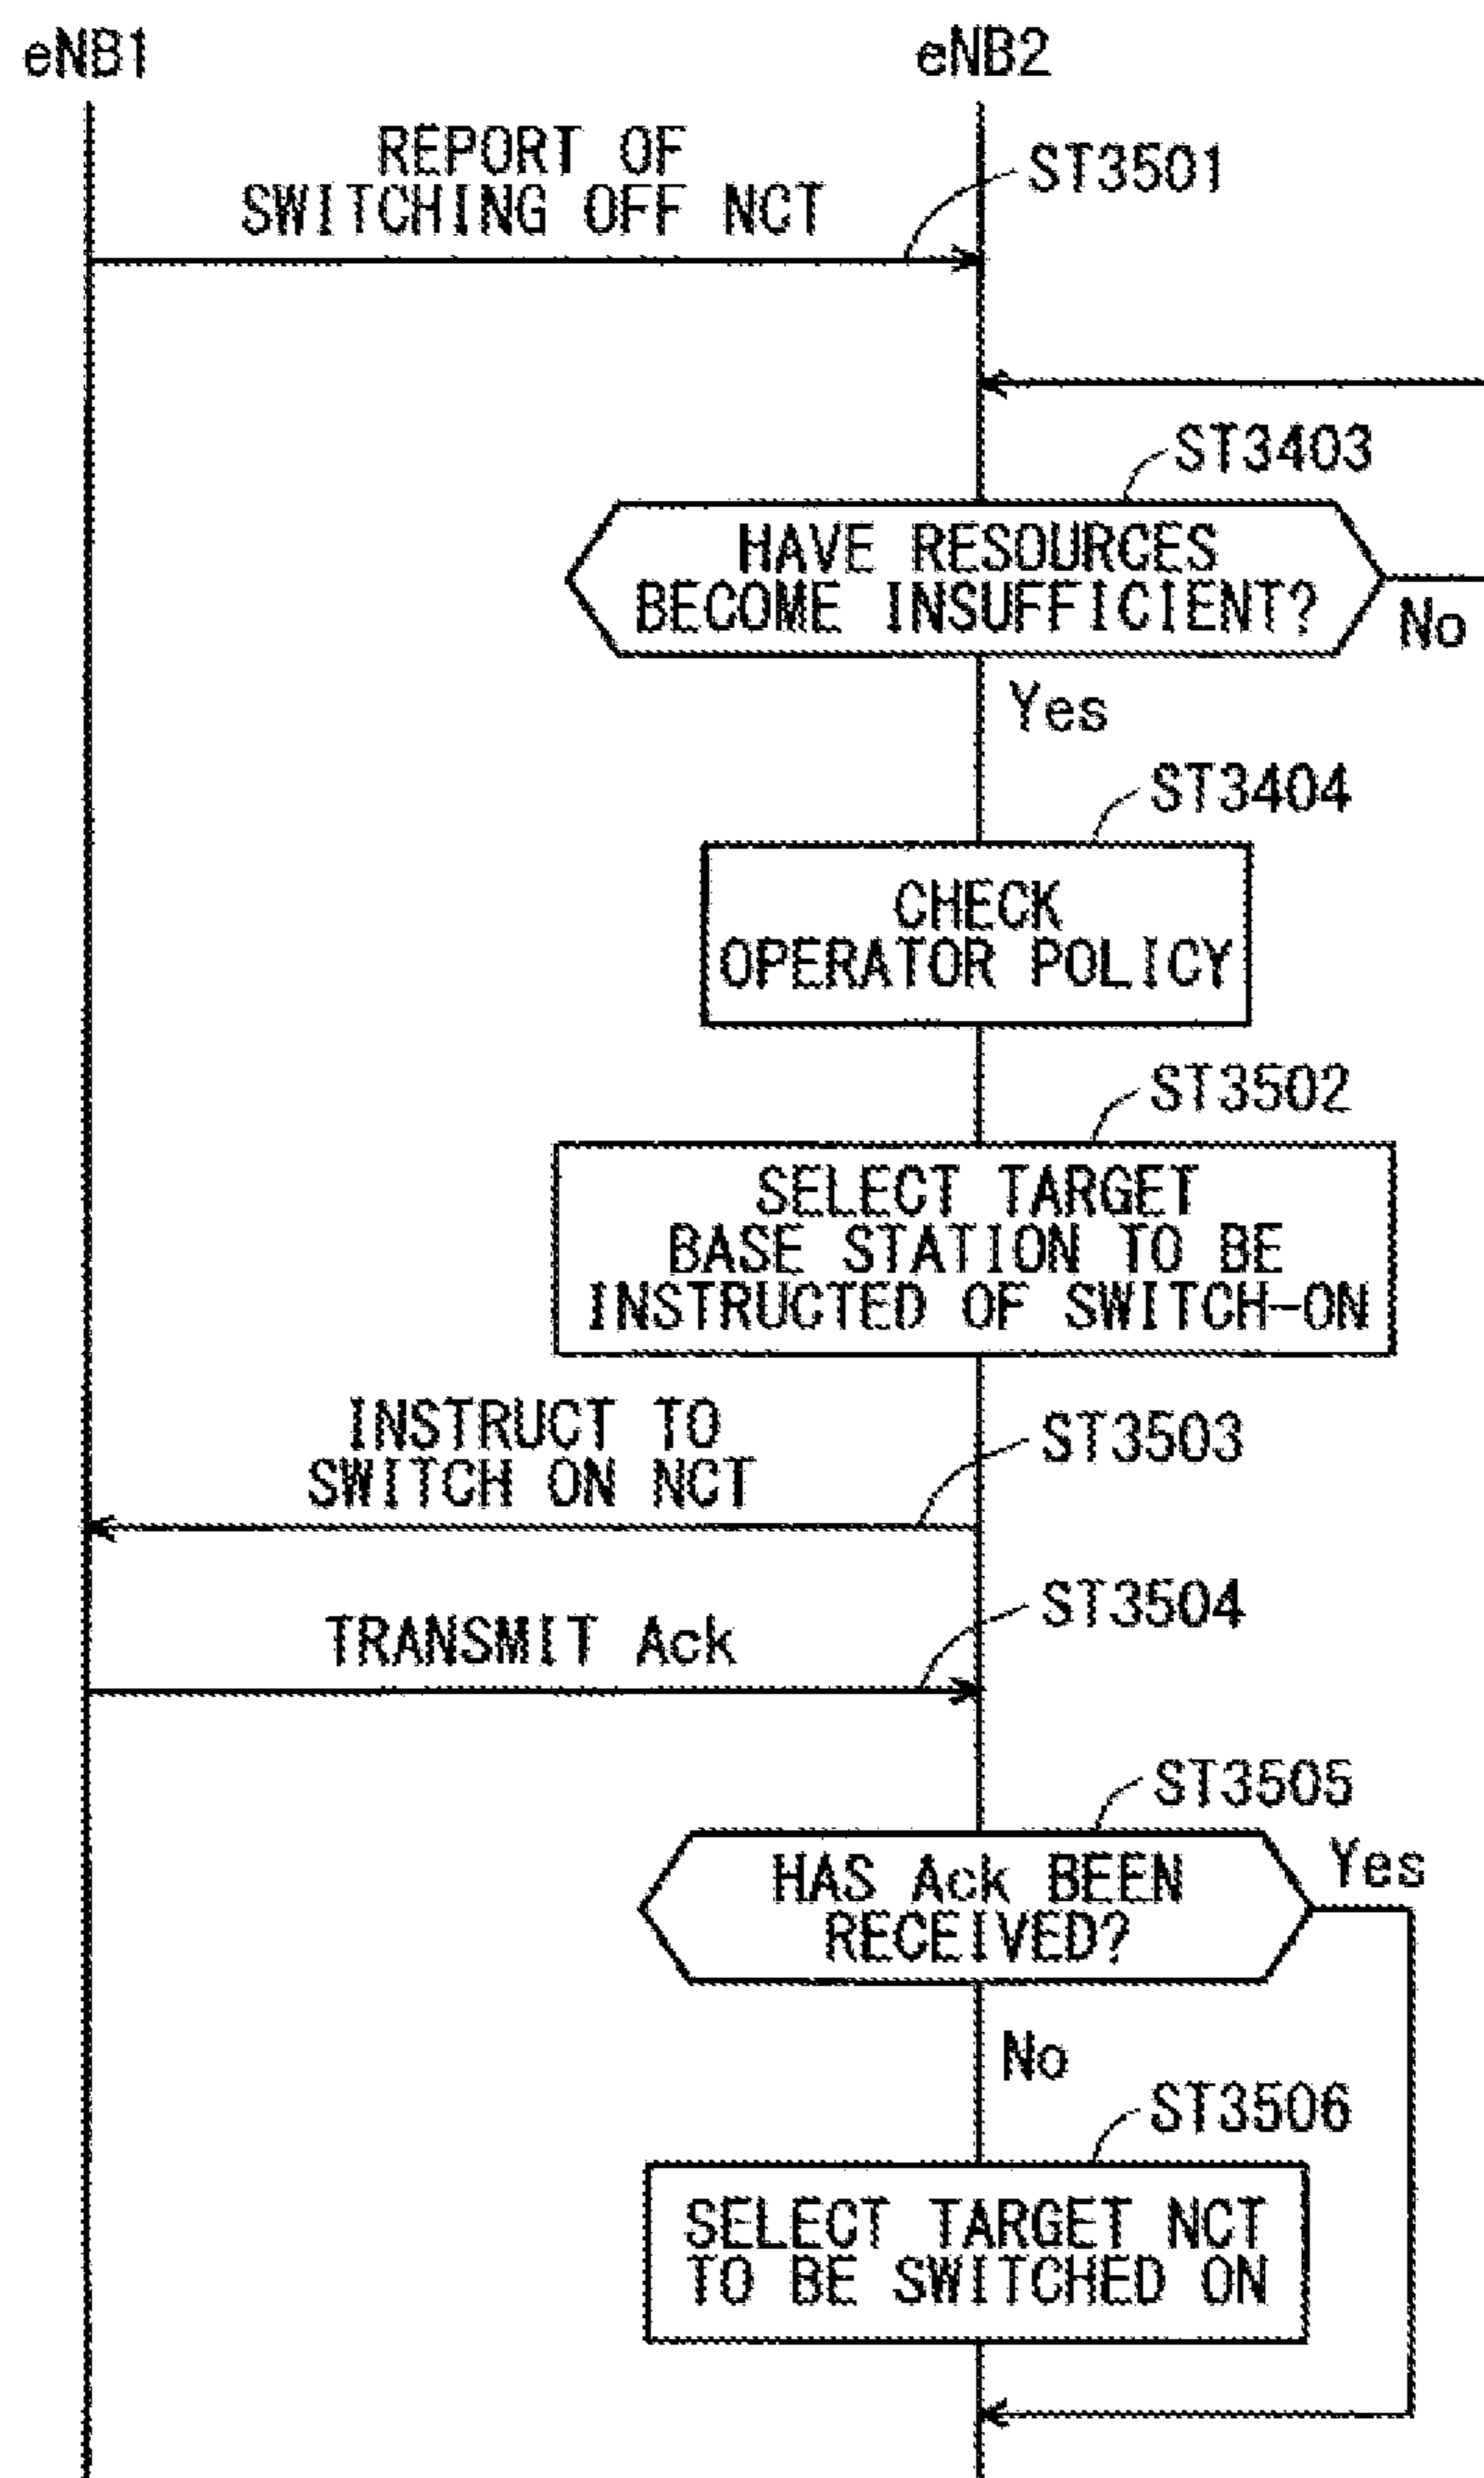 eNB1
eNB2
REPORT OF
SWITCHING OFF NCT
ST3501
ST3403
HAVE RESOURCES
BECOME INSUFFICIENT?
No
Yes
ST3404
CHECK
OPERATOR POLICY
ST3502
SELECT TARGET
BASE STATION TO BE
INSTRUCTED OF SWITCH-ON
INSTRUCT TO
SWITCH ON NCT
ST3503
TRANSMIT Ack
ST3504
ST3505
HAS Ack BEEN
RECEIVED?
Yes
No
ST3506
SELECT TARGET NCT
TO BE SWITCHED ON